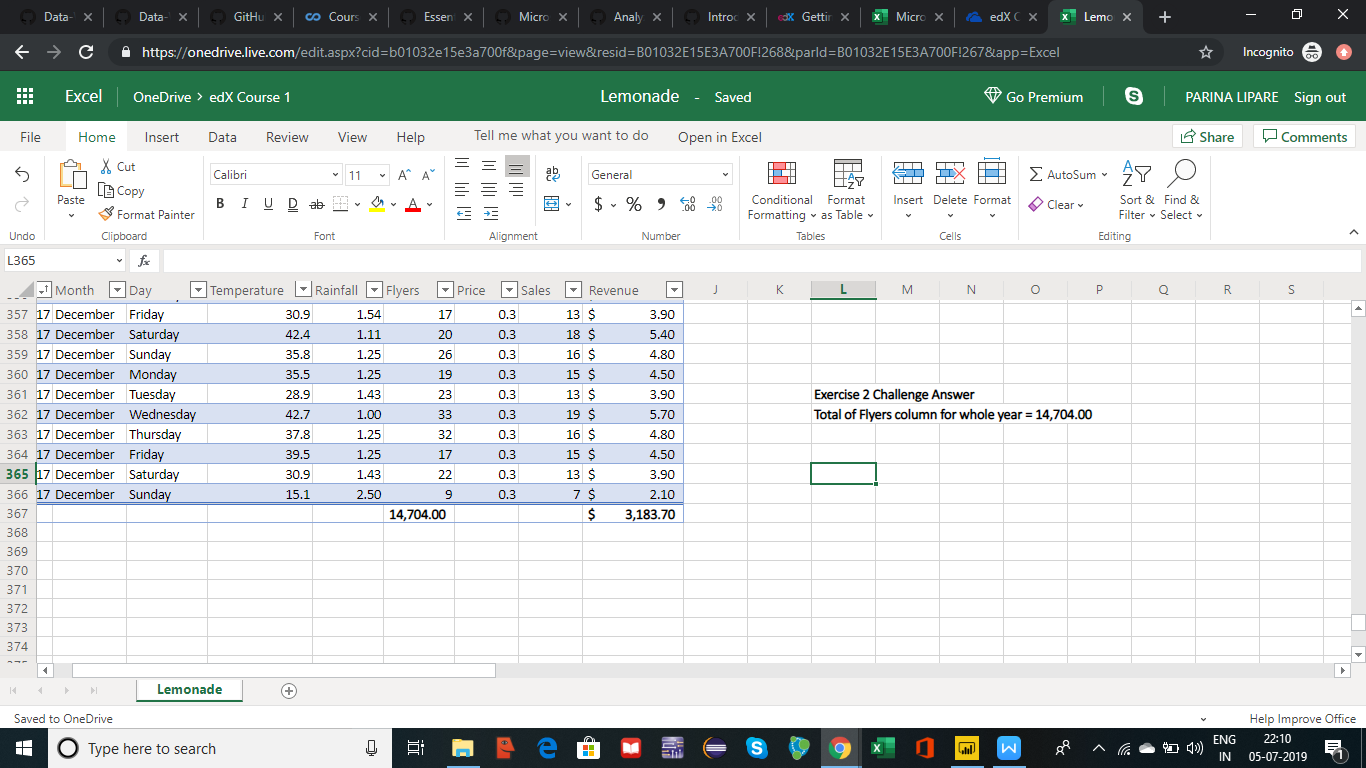 Data- Data- GitHu Cours Essen Micro Analy Introc edX Gettin Micro edX C Lemo
https://onedrive.live.com/edit.aspx?cid=b01032e15e3a700f&page=view&resid=B01032E15E3A700F!268&parId=B01032E15E3A700F!267&app=Excel Incognito
Excel OneDrive > edX Course 1 Lemonade - Saved Go Premium PARINA LIPARE Sign out
File Home Insert Data Review View Help Tell me what you want to do Open in Excel Share Comments
Paste Cut Calibri 11 General Conditional Formatting Format as Table Insert Delete Format AutoSum Sort & Filter Find & Select
Copy
Format Painter B I U D ab $ % Clear
Undo Clipboard Font Alignment Number Tables Cells Editing
L365 fx
Month Day Temperature Rainfall Flyers Price Sales Revenue J K L M N O P Q R S
357 17 December Friday 30.9 1.54 17 0.3 13 $ 3.90
358 17 December Saturday 42.4 1.11 20 0.3 18 $ 5.40
359 17 December Sunday 35.8 1.25 26 0.3 16 $ 4.80
360 17 December Monday 35.5 1.25 19 0.3 15 $ 4.50
361 17 December Tuesday 28.9 1.43 23 0.3 13 $ 3.90 Exercise 2 Challenge Answer
362 17 December Wednesday 42.7 1.00 33 0.3 19 $ 5.70 Total of Flyers column for whole year = 14,704.00
363 17 December Thursday 37.8 1.25 32 0.3 16 $ 4.80
364 17 December Friday 39.5 1.25 17 0.3 15 $ 4.50
365 17 December Saturday 30.9 1.43 22 0.3 13 $ 3.90
366 17 December Sunday 15.1 2.50 9 0.3 7 $ 2.10
367 14,704.00 $ 3,183.70
368
369
370
371
372
373
374
Lemonade
Saved to OneDrive Help Improve Office
Type here to search ENG 22:10
IN 05-07-2019 1